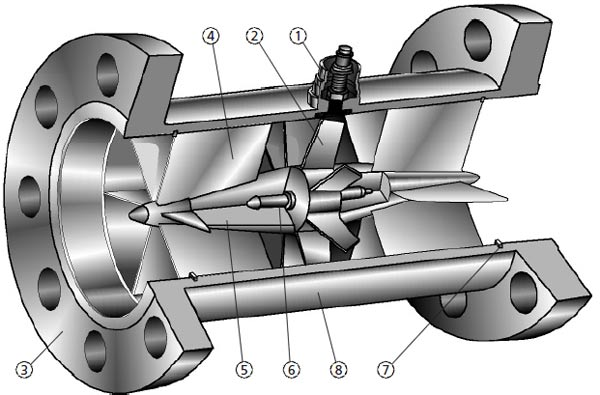 ④ ② ①
③ ⑤ ⑥ ⑧ ⑦